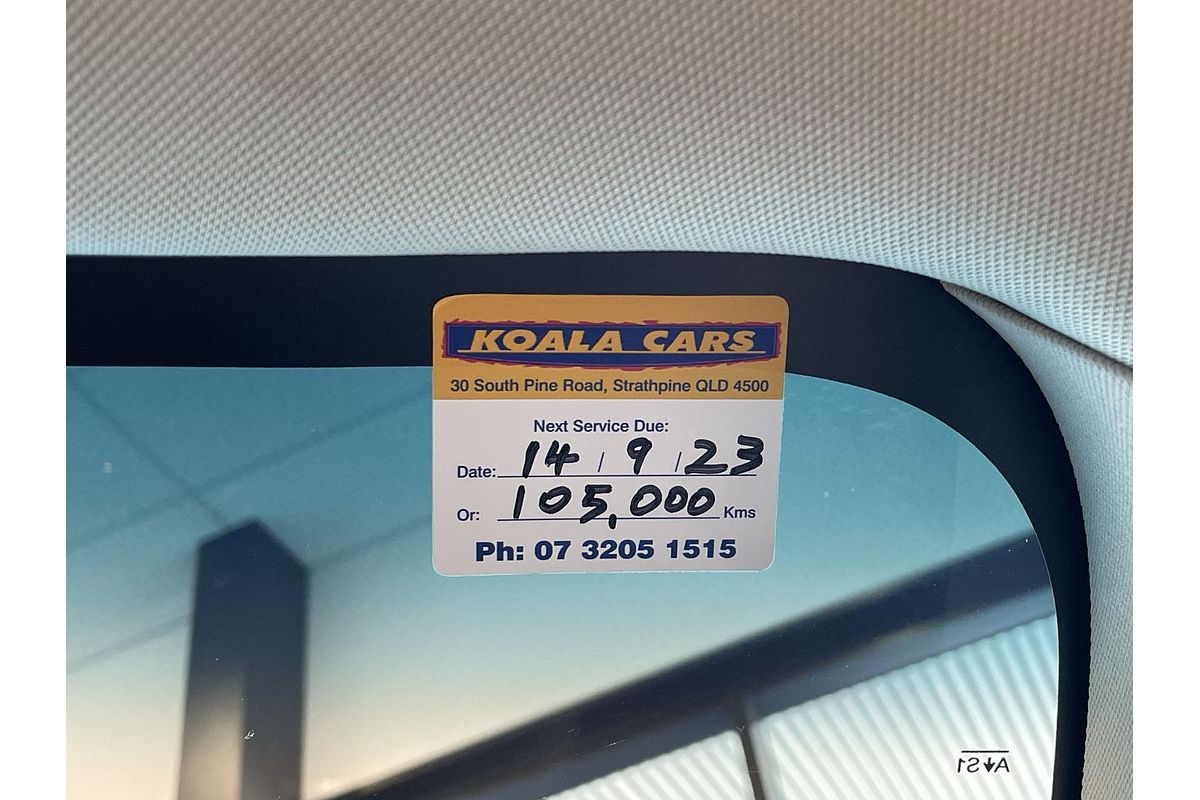 KOALA CARS
30 South Pine Road, Strathpine QLD 4500
Next Service Due:
Date: 14 / 9 / 23
Or: 105,000 Kms
Ph: 07 3205 1515
A↓S1